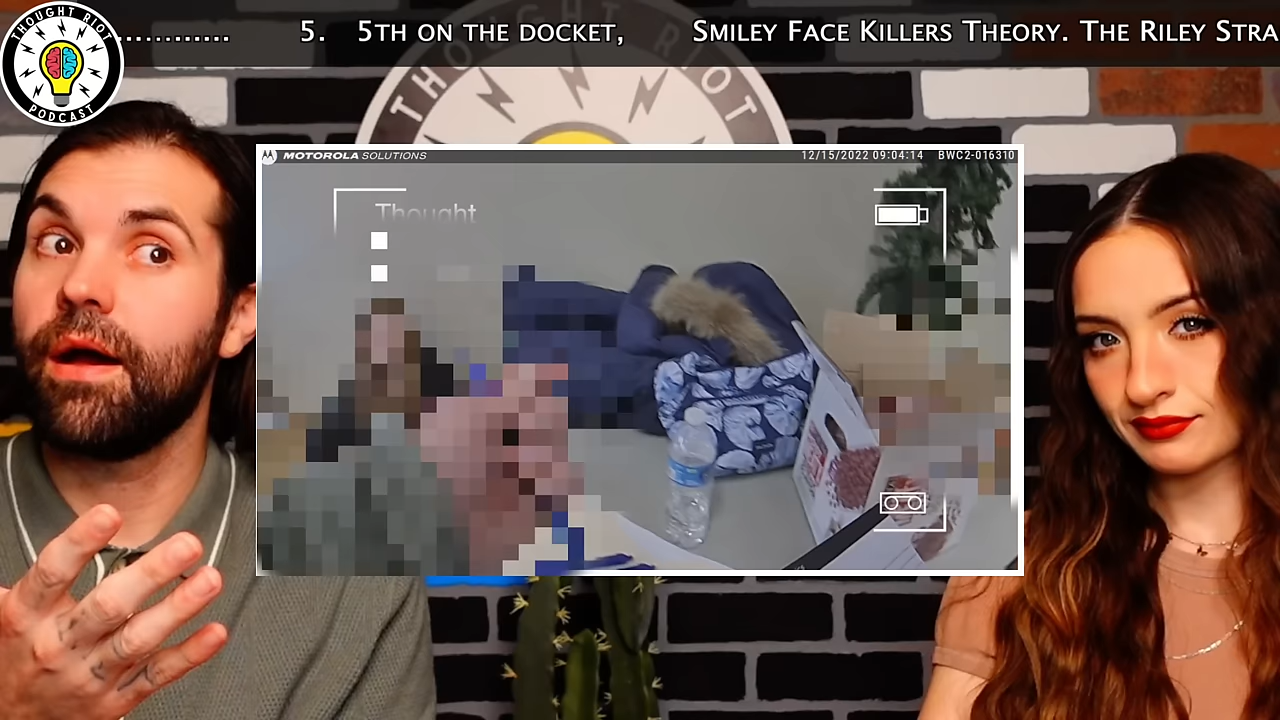 5. 5TH ON THE DOCKET, SMILEY FACE KILLERS THEORY. THE RILEY STRA
THOUGHT RIOT
PODCAST
THOUGHT RIOT
MOTOROLA SOLUTIONS 12/15/2022 09:04:14 BWC2-016310
Thought